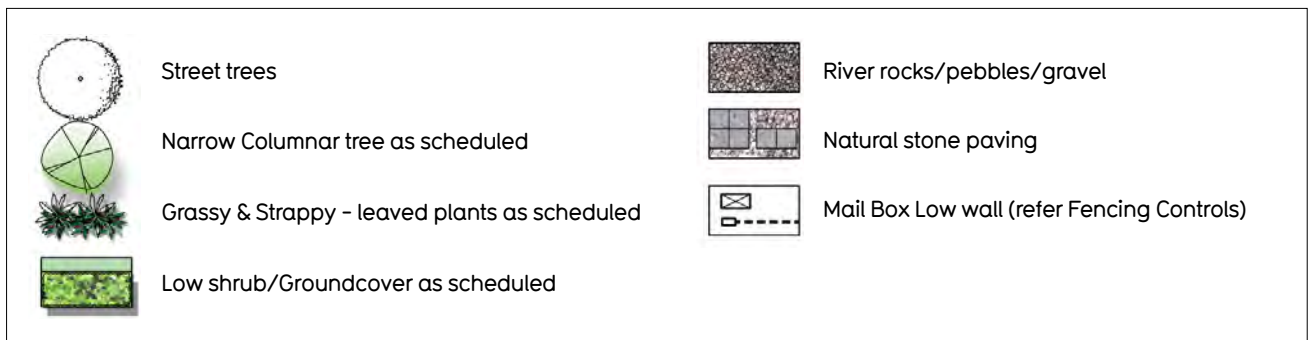 Street trees
Narrow Columnar tree as scheduled
Grassy & Strappy - leaved plants as scheduled
Low shrub/Groundcover as scheduled
River rocks/pebbles/gravel
Natural stone paving
Mail Box Low wall (refer Fencing Controls)